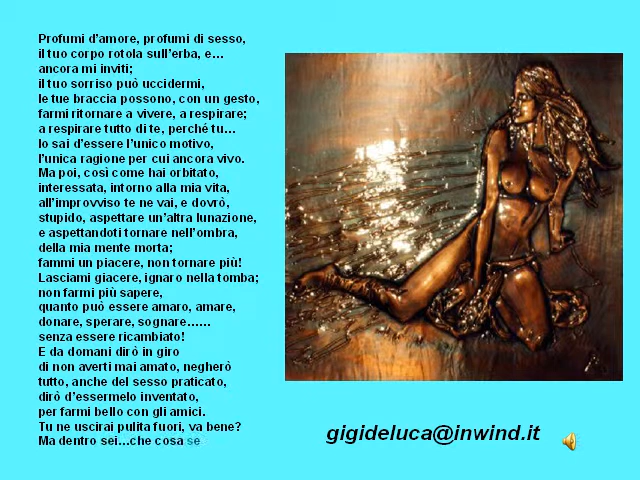 Profumi d'amore, profumi di sesso,
il tuo corpo rotola sull'erba, e…
ancora mi inviti;
il tuo sorriso può uccidermi,
le tue braccia possono, con un gesto,
farmi ritornare a vivere, a respirare;
a respirare tutto di te, perché tu…
lo sai d'essere l'unico motivo,
l'unica ragione per cui ancora vivo.
Ma poi, così come hai orbitato,
interessata, intorno alla mia vita,
all'improvviso te ne vai, e dovrò,
stupido, aspettare un'altra lunazione,
e aspettandoti tornare nell'ombra,
della mia mente morta;
fammi un piacere, non tornare più!
Lasciami giacere, ignaro nella tomba;
non farmi più sapere,
quanto può essere amaro, amare,
donare, sperare, sognare……
senza essere ricambiato!
E da domani dirò in giro
di non averti mai amato, negherò
tutto, anche del sesso praticato,
dirò d'essermelo inventato,
per farmi bello con gli amici.
Tu ne uscirai pulita fuori, va bene?
Ma dentro sei…che cosa se
gigideluca@inwind.it